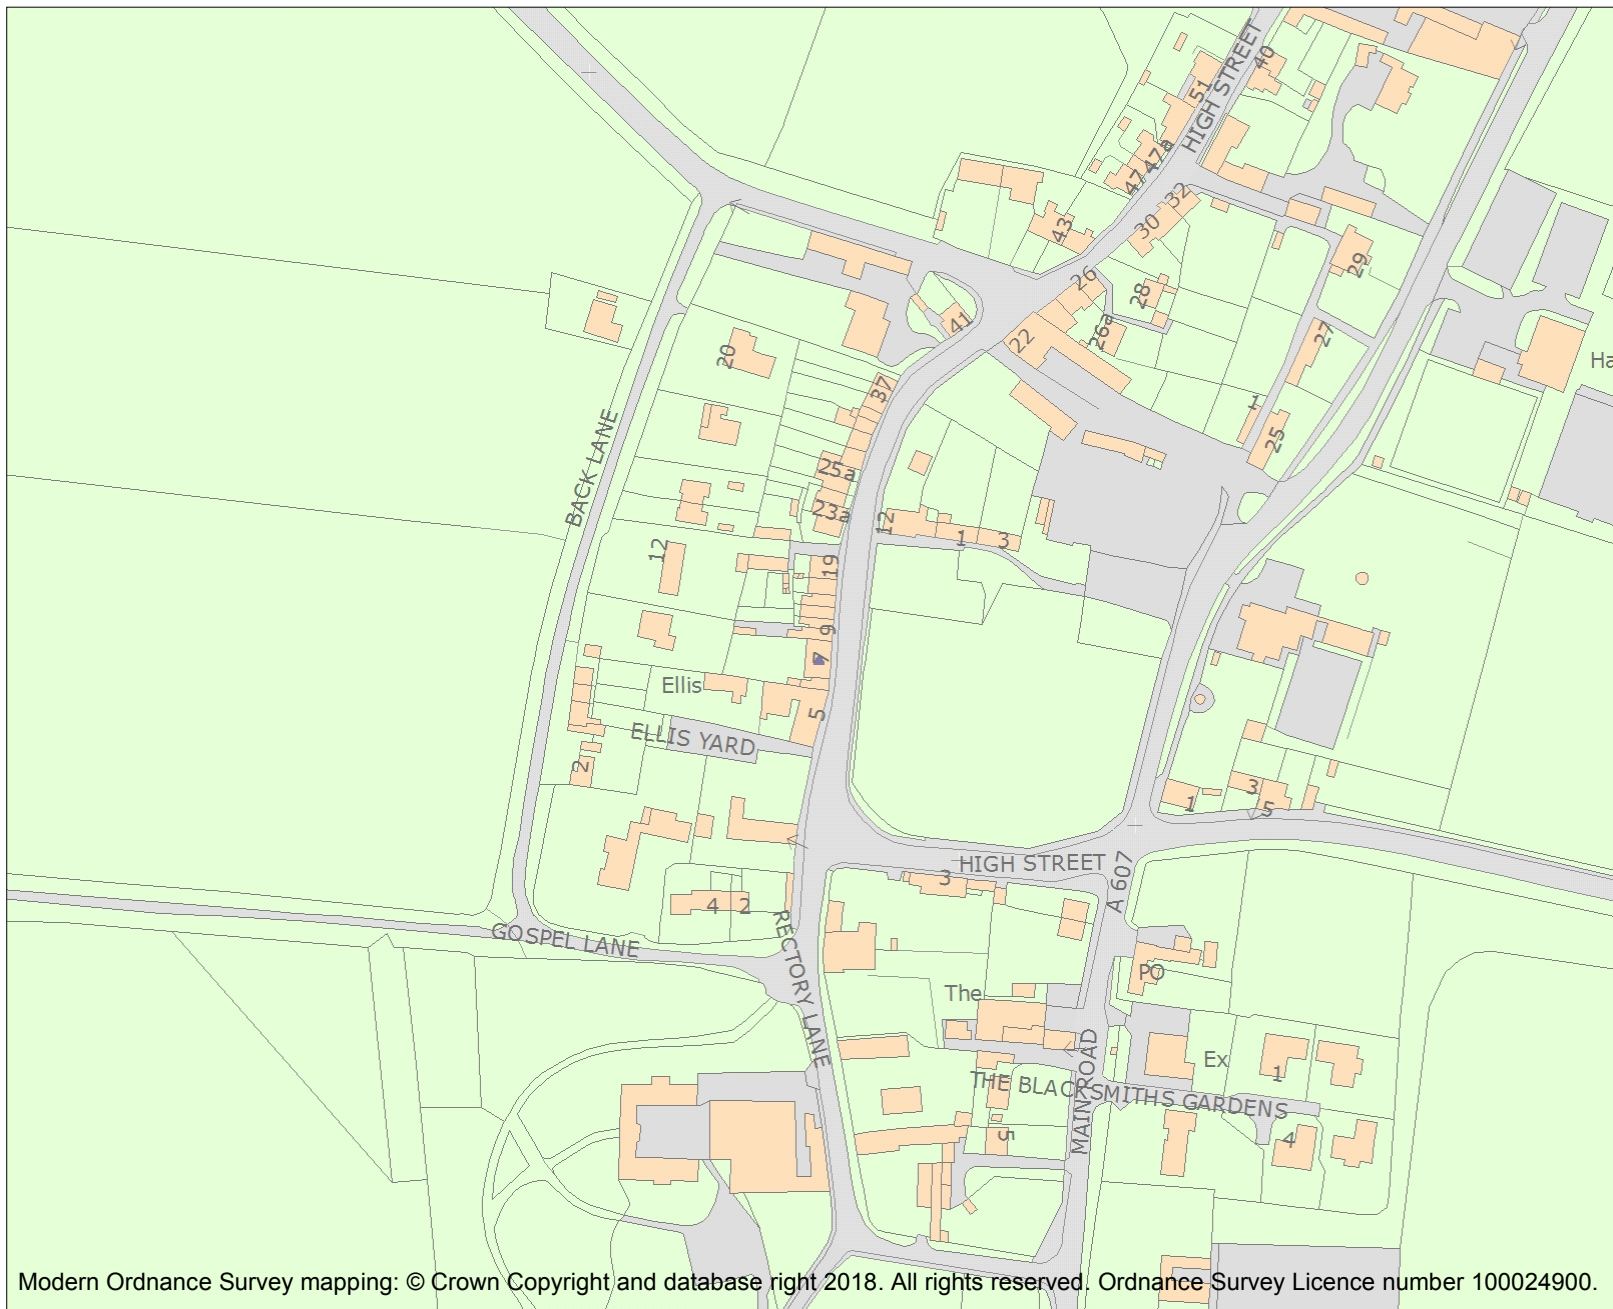 HIGH STREET
40
51
47a
47
32
30
43
29
26
28
26a
22
41
27
Ha
20
37
1
25
BACK LANE
25a
23a
12
1
3
12
19
9
7
Ellis
5
ELLIS YARD
2
3
1
5
HIGH STREET
3
A 607
4
2
GOSPEL LANE
RECTORY LANE
PO
The
MAIN ROAD
Ex
1
THE BLACKSMITHS GARDENS
5
4
Modern Ordnance Survey mapping: © Crown Copyright and database right 2018. All rights reserved. Ordnance Survey Licence number 100024900.